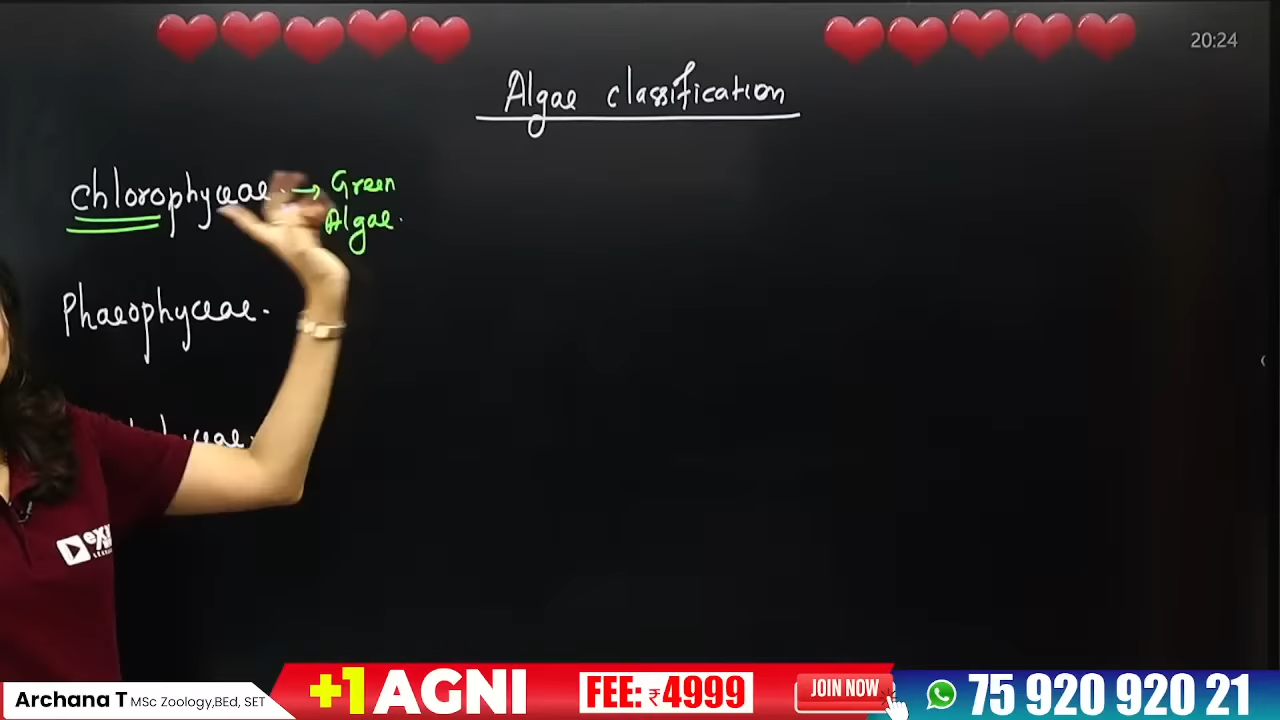 20:24
Algae classification
Chlorophyceae. → Green
Algae.
Phaeophyceae.
+1 AGNI
FEE: ₹4999
JOIN NOW
75 920 920 21
Archana T MSc Zoology,BEd, SET